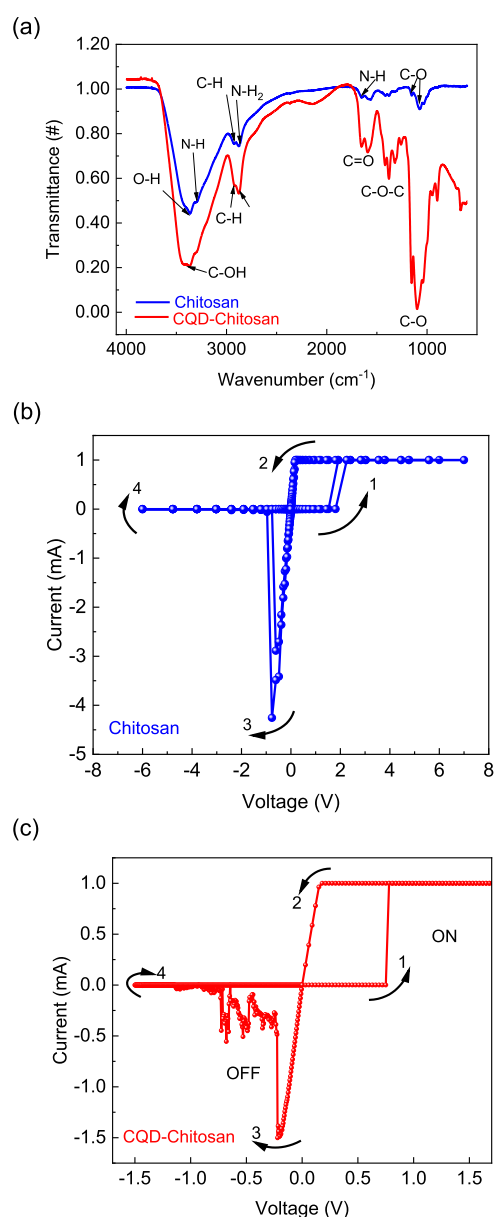 (a)
1.20
1.00
0.80
0.60
0.40
0.20
0.00
Transmittance (#)
C-H
N-H₂
N-H
O-H
C-H
C-OH
N-H
C-O
C=O
C-O-C
C-O
Chitosan
CQD-Chitosan
4000 3000 2000 1000
Wavenumber (cm⁻¹)
(b)
1
0
-1
-2
-3
-4
-5
Current (mA)
4
2
1
3
Chitosan
-8 -6 -4 -2 0 2 4 6 8
Voltage (V)
(c)
1.0
0.5
0.0
-0.5
-1.0
-1.5
Current (mA)
2
ON
4
1
OFF
3
CQD-Chitosan
-1.5 -1.0 -0.5 0.0 0.5 1.0 1.5
Voltage (V)